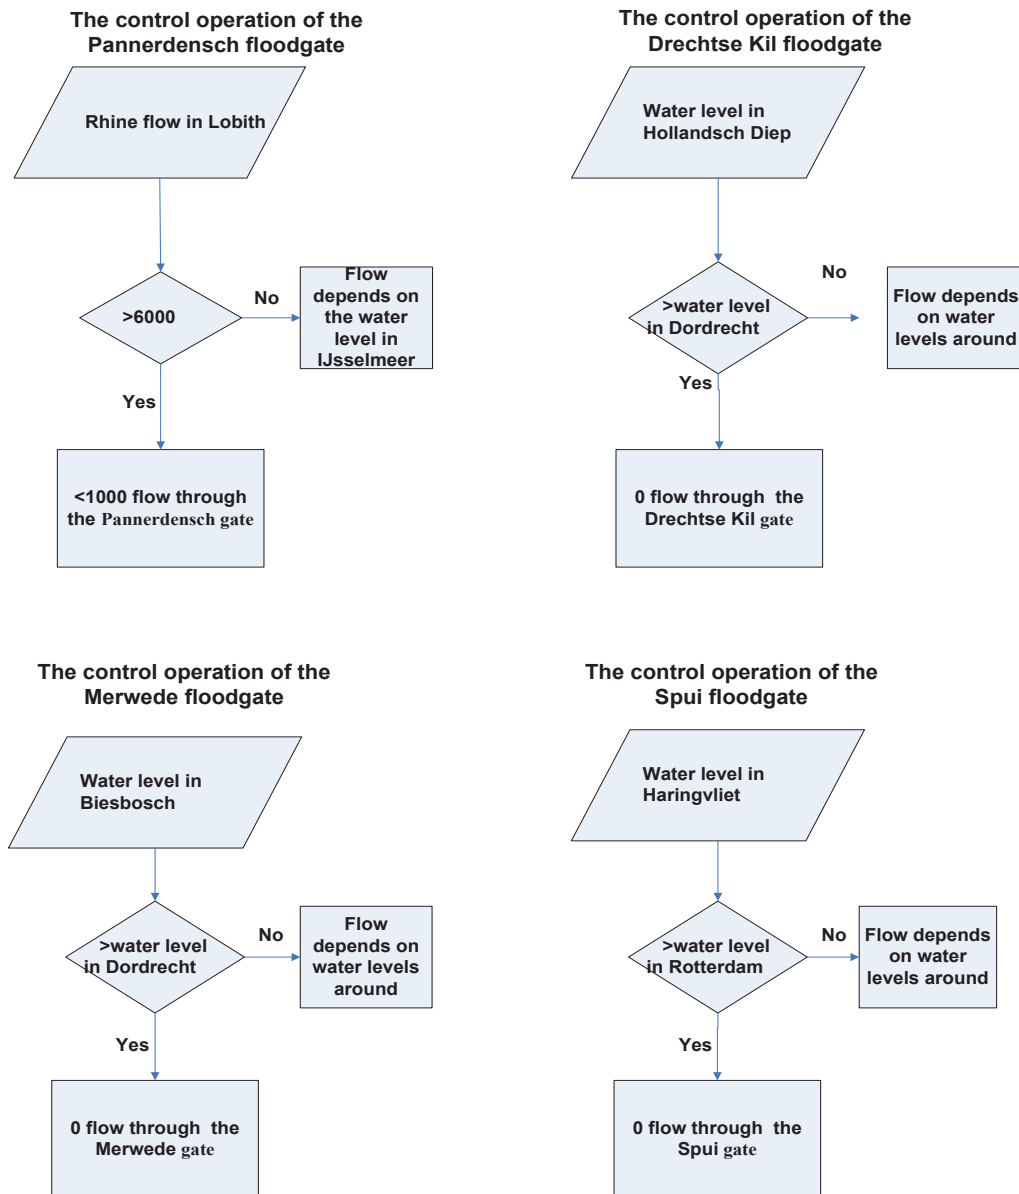 The control operation of the
Pannerdensch floodgate
Rhine flow in Lobith
>6000
No
Flow
depends on
the water
level in
IJsselmeer
Yes
<1000 flow through
the Pannerdensch gate
The control operation of the
Drechtse Kil floodgate
Water level in
Hollandsch Diep
>water level
in Dordrecht
No
Flow depends
on water
levels around
Yes
0 flow through  the
Drechtse Kil gate
The control operation of the
Merwede floodgate
Water level in
Biesbosch
>water level
in Dordrecht
No
Flow
depends on
water levels
around
Yes
0 flow through  the
Merwede gate
The control operation of the
Spui floodgate
Water level in
Haringvliet
>water level
in Rotterdam
No
Flow depends
on water
levels around
Yes
0 flow through  the
Spui gate